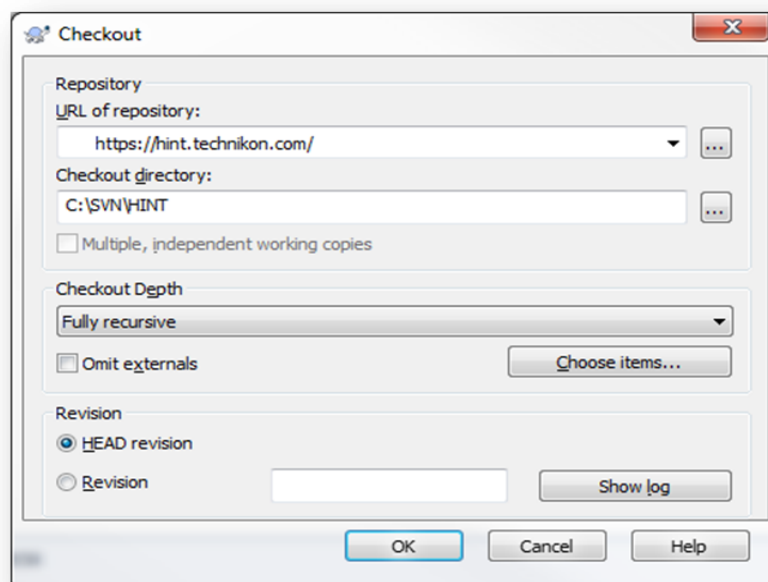 Checkout
Repository
URL of repository:
https://hint.technikon.com/
...
Checkout directory:
C:\SVN\HINT
...
Multiple, independent working copies
Checkout Depth
Fully recursive
Omit externals
Choose items...
Revision
HEAD revision
Revision
Show log
OK
Cancel
Help